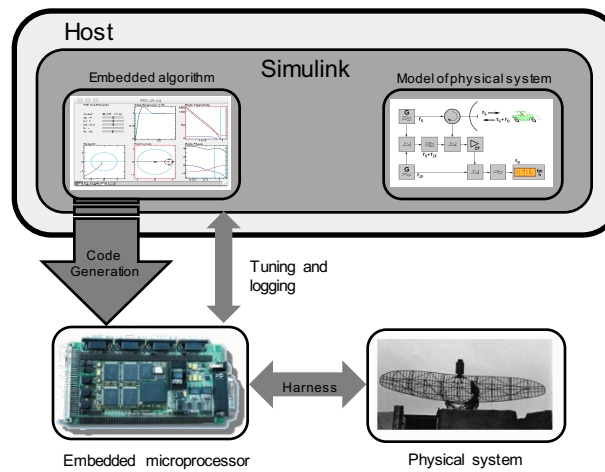 Host
Simulink
Embedded algorithm
Model of physical system
G
G
Code
Generation
Tuning and
logging
Harness
Embedded microprocessor
Physical system